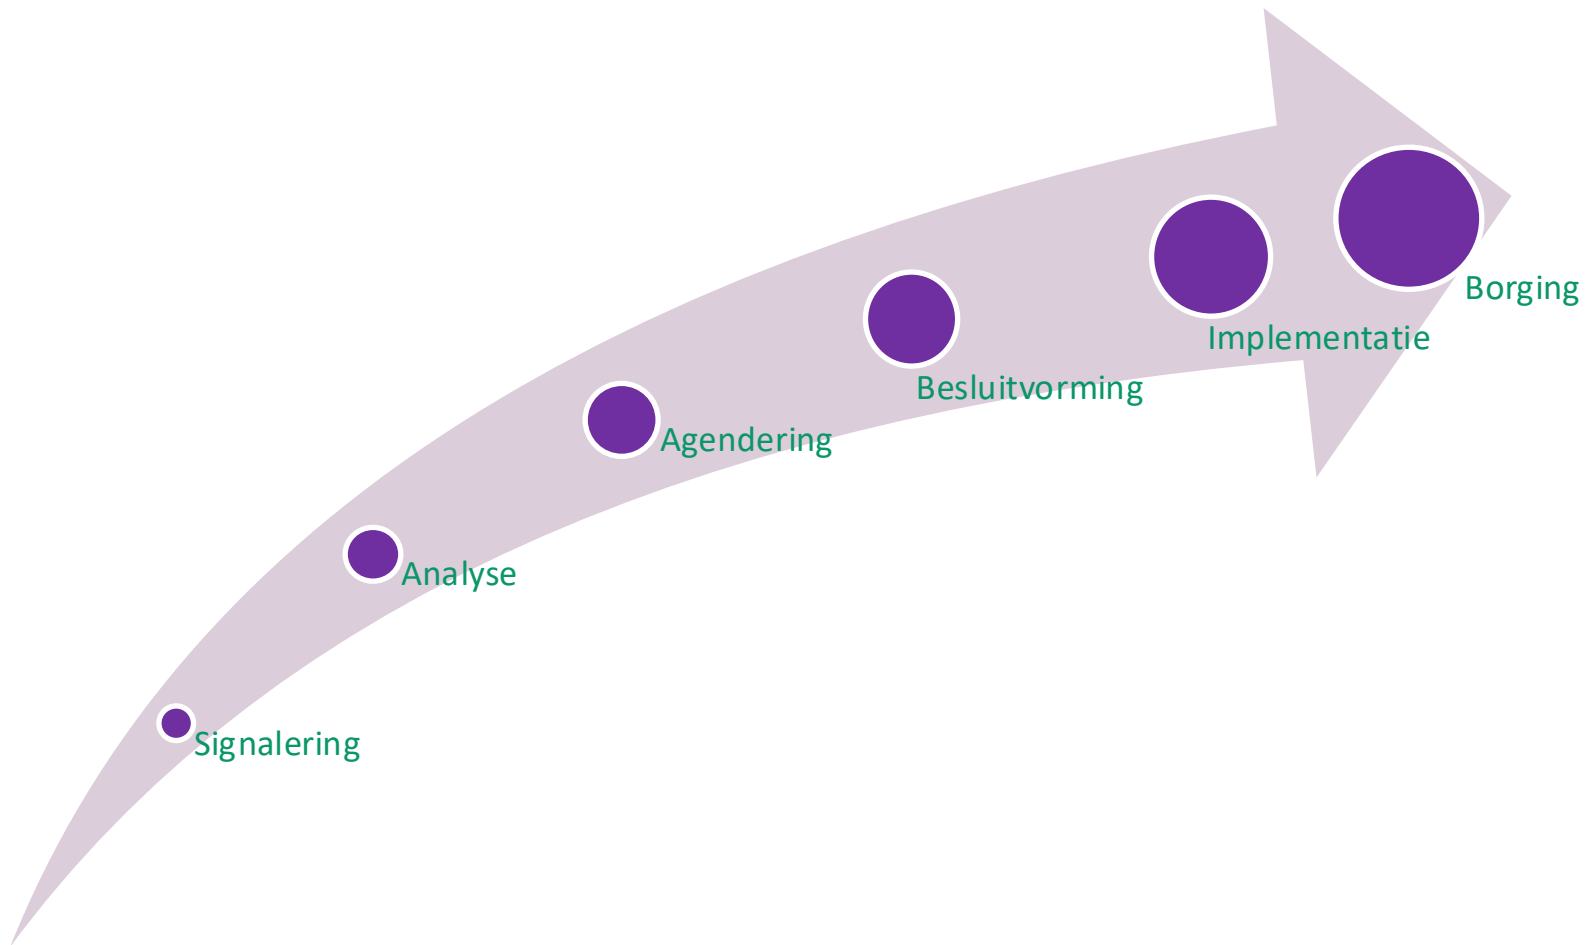 Signalering
Analyse
Agendering
Besluitvorming
Implementatie
Borging